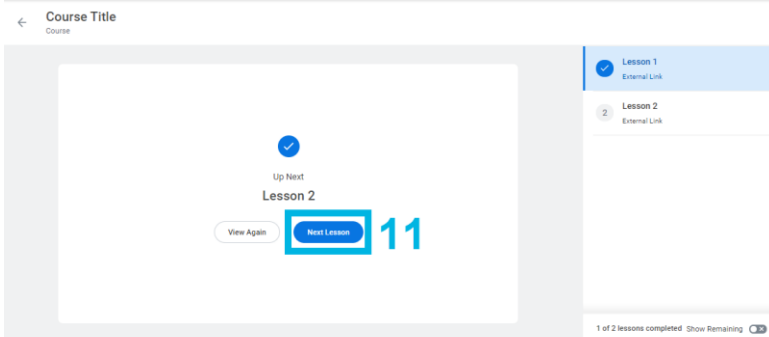 Course Title
Course
Up Next
Lesson 2
View Again
Next Lesson
11
Lesson 1
External Link
2
Lesson 2
External Link
1 of 2 lessons completed Show Remaining